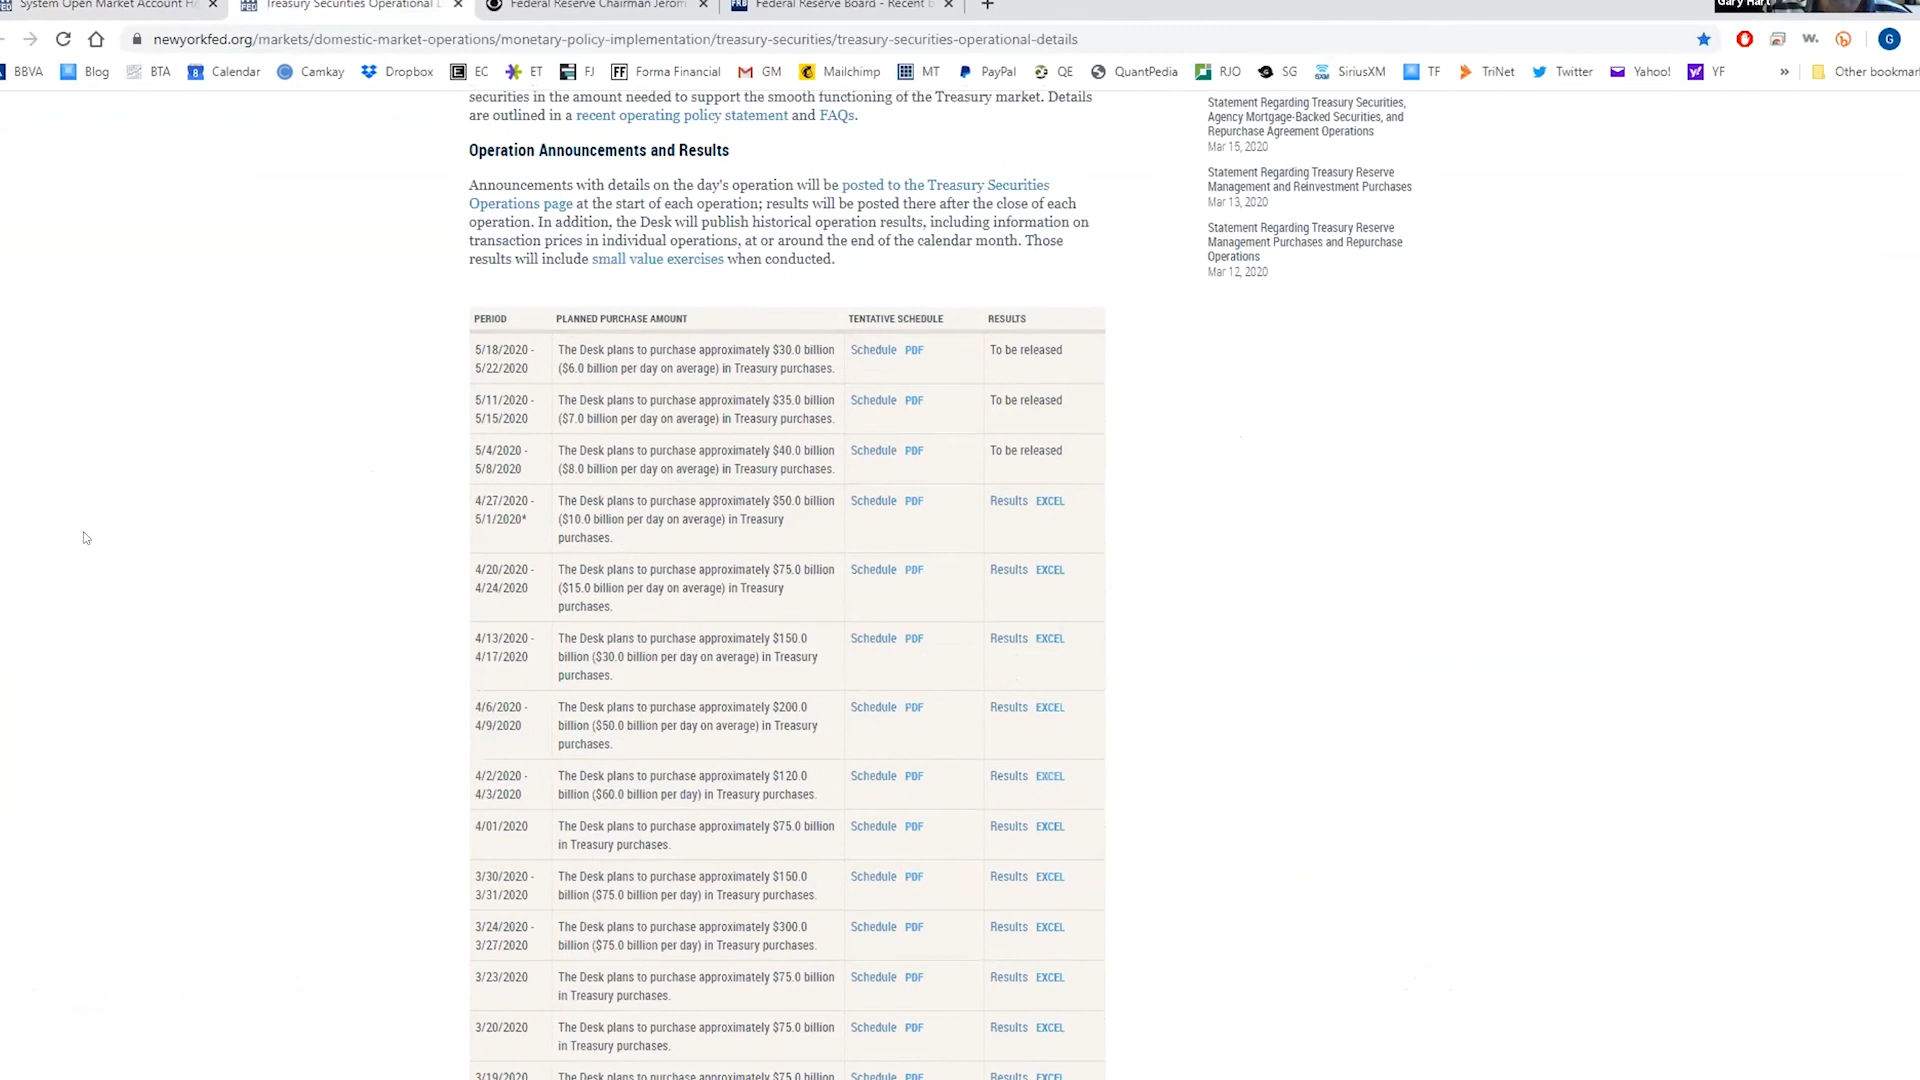 System Open Market Account H
Treasury Securities Operational
Federal Reserve Chairman Jerom
FRB Federal Reserve Board - Recent b
Gary Hart
newyorkfed.org/markets/domestic-market-operations/monetary-policy-implementation/treasury-securities/treasury-securities-operational-details
BBVA Blog BTA Calendar Camkay Dropbox EC ET FJ Forma Financial GM Mailchimp MT PayPal QE QuantPedia RJO SG SiriusXM TF TriNet Twitter Yahoo! YF » Other bookmar
securities in the amount needed to support the smooth functioning of the Treasury market. Details
are outlined in a recent operating policy statement and FAQs.
Operation Announcements and Results
Announcements with details on the day's operation will be posted to the Treasury Securities
Operations page at the start of each operation; results will be posted there after the close of each
operation. In addition, the Desk will publish historical operation results, including information on
transaction prices in individual operations, at or around the end of the calendar month. Those
results will include small value exercises when conducted.
Statement Regarding Treasury Securities,
Agency Mortgage-Backed Securities, and
Repurchase Agreement Operations
Mar 15, 2020
Statement Regarding Treasury Reserve
Management and Reinvestment Purchases
Mar 13, 2020
Statement Regarding Treasury Reserve
Management Purchases and Repurchase
Operations
Mar 12, 2020
PERIOD PLANNED PURCHASE AMOUNT TENTATIVE SCHEDULE RESULTS
5/18/2020 - The Desk plans to purchase approximately $30.0 billion Schedule PDF To be released
5/22/2020 ($6.0 billion per day on average) in Treasury purchases.
5/11/2020 - The Desk plans to purchase approximately $35.0 billion Schedule PDF To be released
5/15/2020 ($7.0 billion per day on average) in Treasury purchases.
5/4/2020 - The Desk plans to purchase approximately $40.0 billion Schedule PDF To be released
5/8/2020 ($8.0 billion per day on average) in Treasury purchases.
4/27/2020 - The Desk plans to purchase approximately $50.0 billion Schedule PDF Results EXCEL
5/1/2020* ($10.0 billion per day on average) in Treasury
purchases.
4/20/2020 - The Desk plans to purchase approximately $75.0 billion Schedule PDF Results EXCEL
4/24/2020 ($15.0 billion per day on average) in Treasury
purchases.
4/13/2020 - The Desk plans to purchase approximately $150.0 Schedule PDF Results EXCEL
4/17/2020 billion ($30.0 billion per day on average) in Treasury
purchases.
4/6/2020 - The Desk plans to purchase approximately $200.0 Schedule PDF Results EXCEL
4/9/2020 billion ($50.0 billion per day on average) in Treasury
purchases.
4/2/2020 - The Desk plans to purchase approximately $120.0 Schedule PDF Results EXCEL
4/3/2020 billion ($60.0 billion per day) in Treasury purchases.
4/01/2020 The Desk plans to purchase approximately $75.0 billion Schedule PDF Results EXCEL
in Treasury purchases.
3/30/2020 - The Desk plans to purchase approximately $150.0 Schedule PDF Results EXCEL
3/31/2020 billion ($75.0 billion per day) in Treasury purchases.
3/24/2020 - The Desk plans to purchase approximately $300.0 Schedule PDF Results EXCEL
3/27/2020 billion ($75.0 billion per day) in Treasury purchases.
3/23/2020 The Desk plans to purchase approximately $75.0 billion Schedule PDF Results EXCEL
in Treasury purchases.
3/20/2020 The Desk plans to purchase approximately $75.0 billion Schedule PDF Results EXCEL
in Treasury purchases.
3/19/2020 The Desk plans to purchase approximately $75.0 billion Schedule PDF Results EXCEL